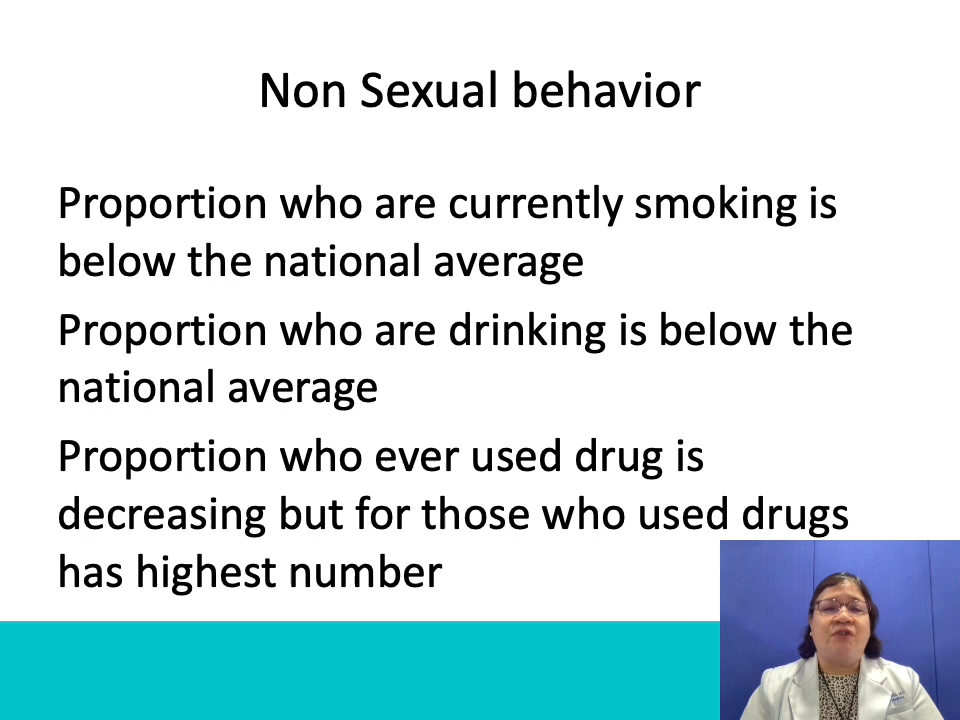 Non Sexual behavior
Proportion who are currently smoking is
below the national average
Proportion who are drinking is below the
national average
Proportion who ever used drug is
decreasing but for those who used drugs
has highest number